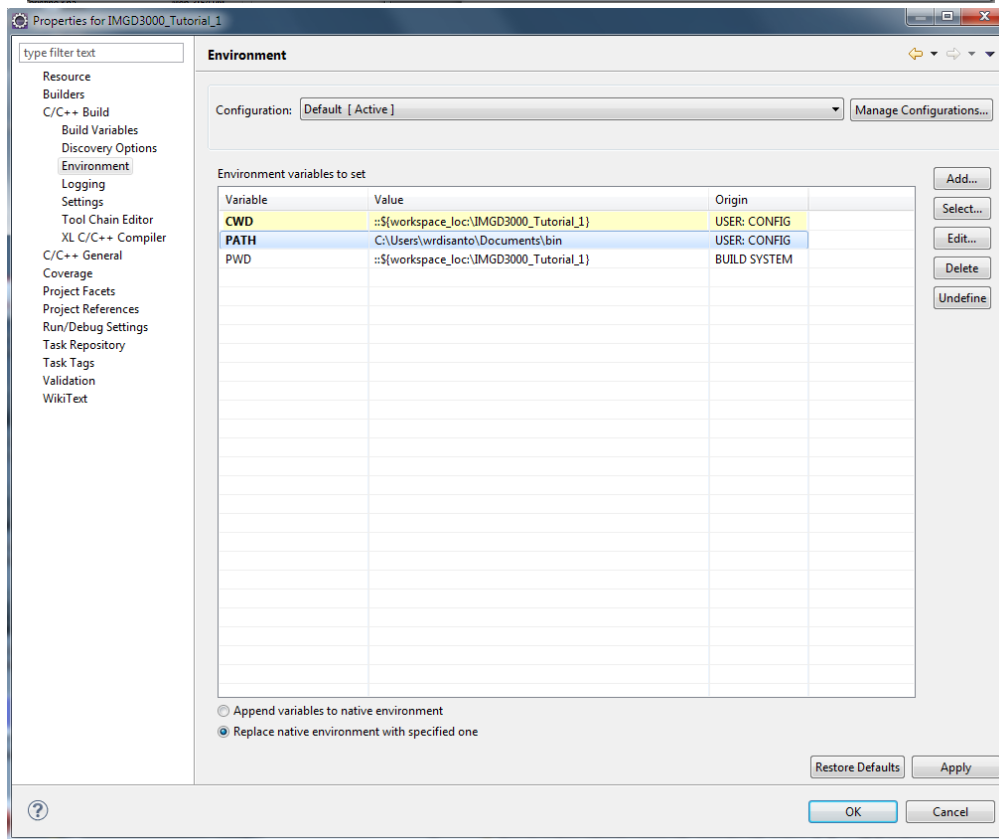 Properties for IMGD3000_Tutorial_1
type filter text
Resource
Builders
C/C++ Build
Build Variables
Discovery Options
Environment
Logging
Settings
Tool Chain Editor
XL C/C++ Compiler
C/C++ General
Coverage
Project Facets
Project References
Run/Debug Settings
Task Repository
Task Tags
Validation
WikiText
Environment
Configuration: Default [ Active ] Manage Configurations...
Environment variables to set
Variable Value Origin
CWD ::${workspace_loc:\IMGD3000_Tutorial_1} USER: CONFIG
PATH C:\Users\wrdisanto\Documents\bin USER: CONFIG
PWD ::${workspace_loc:\IMGD3000_Tutorial_1} BUILD SYSTEM
Add...
Select...
Edit...
Delete
Undefine
Append variables to native environment
Replace native environment with specified one
Restore Defaults Apply
? OK Cancel